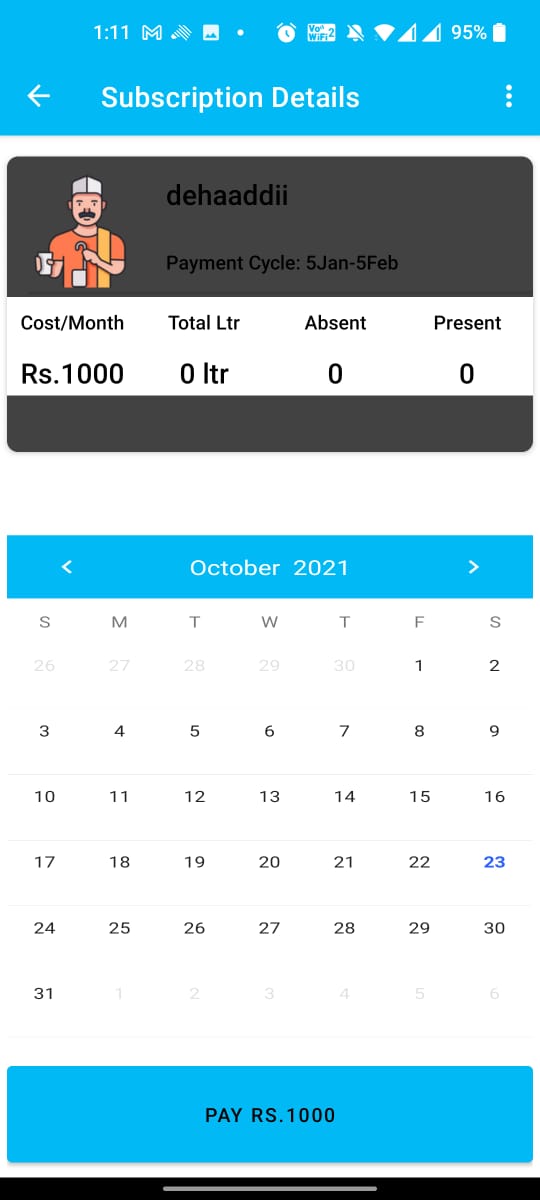 1:11 Vo) WiFi 2 95%
Subscription Details
dehaaddii
Payment Cycle: 5Jan-5Feb
Cost/Month Total Ltr Absent Present
Rs.1000 0 ltr 0 0
October 2021
S M T W T F S
26 27 28 29 30 1 2
3 4 5 6 7 8 9
10 11 12 13 14 15 16
17 18 19 20 21 22 23
24 25 26 27 28 29 30
31 1 2 3 4 5 6
PAY RS.1000